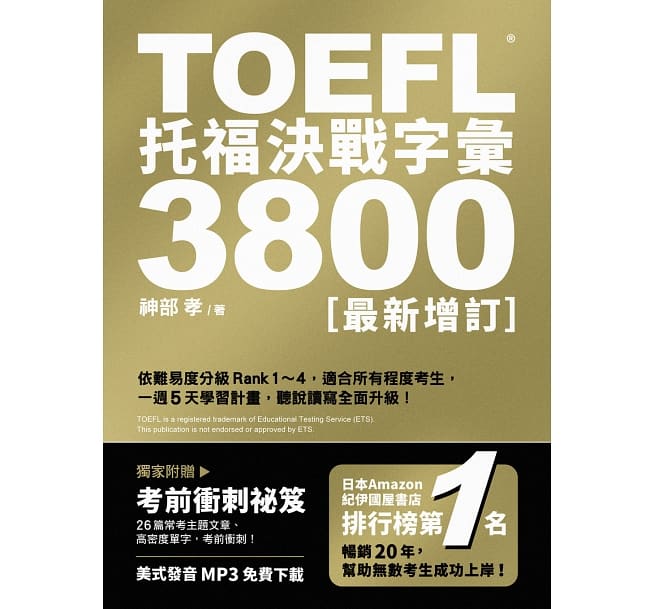 TOEFL®
托福決戰字彙
3800
神部 孝 /著
[最新增訂]
依難易度分級 Rank 1~4,適合所有程度考生,
一週 5 天學習計畫,聽說讀寫全面升級!
TOEFL is a registered trademark of Educational Testing Service (ETS).
This publication is not endorsed or approved by ETS.
獨家附贈 ▶
考前衝刺祕笈
26 篇常考主題文章、
高密度單字,考前衝刺!
美式發音 MP3 免費下載
日本Amazon
紀伊國屋書店
排行榜第1名
暢銷 20 年,
幫助無數考生成功上岸!